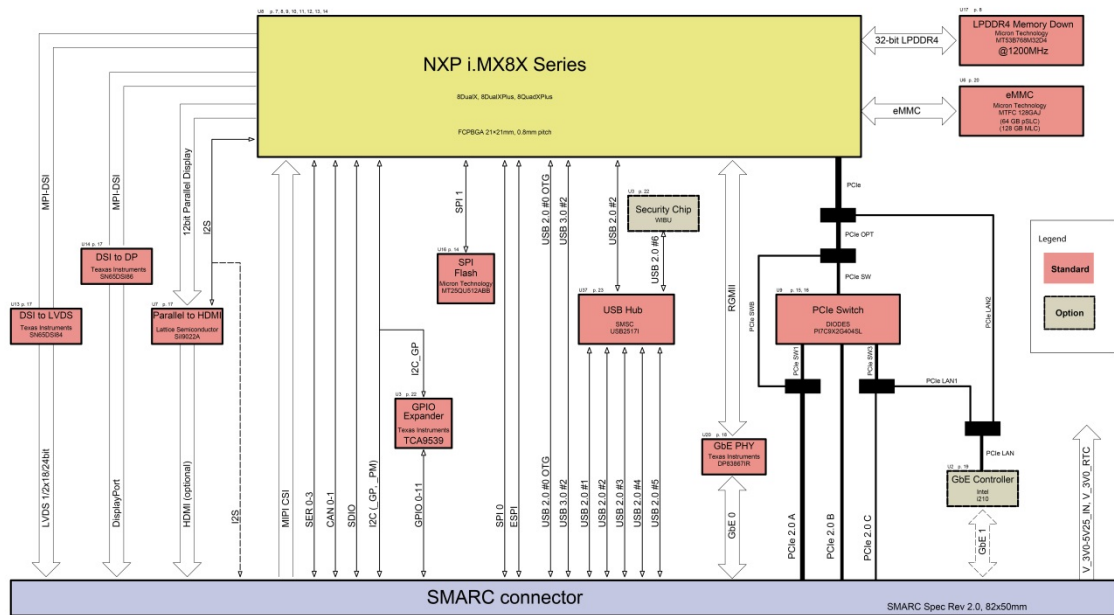 U6 p. 7, 8, 9, 10, 11, 12, 13, 14
NXP i.MX8X Series
8DualX, 8DualXPlus, 8QuadXPlus
FCPBGA 21×21mm, 0.8mm pitch
32-bit LPDDR4
U17 p. 8
LPDDR4 Memory Down
Micron Technology
MT53B768M32D4
@1200MHz
eMMC
U9 p. 20
eMMC
Micron Technology
MTFC 128GAJ
(64 GB pSLC)
(128 GB MLC)
MPI-DSI
MPI-DSI
12bit Parallel Display
I2S
SPI 1
USB 2.0 #0 OTG
USB 3.0 #2
USB 2.0 #2
U3 p. 22
Security Chip
WIBU
USB 2.0 #6
RGMII
PCIe
PCIe OPT
PCIe SW
PCIe SWB
PCIe LAN2
Legend
Standard
Option
U14 p. 17
DSI to DP
Teaxas Instruments
SN65DSI86
U13 p. 17
DSI to LVDS
Texas Instruments
SN65DSI84
U7 p. 17
Parallel to HDMI
Lattice Semiconductor
SII9022A
U16 p. 14
SPI
Flash
Micron Technology
MT25QU512ABB
U37 p. 23
USB Hub
SMSC
USB2517I
U9 p. 15, 16
PCIe Switch
DIODES
PI7C9X2G404SL
PCIe SW1
PCIe SW3
PCIe LAN1
I2C_GP
U3 p. 22
GPIO
Expander
Texas Instruments
TCA9539
U20 p. 18
GbE PHY
Texas Instruments
DP83867IR
PCIe LAN
U2 p. 19
GbE Controller
Intel
i210
LVDS 1/2x18/24bit
DisplayPort
HDMI (optional)
I2S
MIPI CSI
SER 0-3
CAN 0-1
SDIO
I2C (_GP, _PM)
GPIO 0-11
SPI 0
ESPI
USB 2.0 #0 OTG
USB 3.0 #2
USB 2.0 #1
USB 2.0 #2
USB 2.0 #3
USB 2.0 #4
USB 2.0 #5
GbE 0
PCIe 2.0 A
PCIe 2.0 B
PCIe 2.0 C
GbE 1
V_3V0-5V25_IN, V_3V0_RTC
SMARC connector
SMARC Spec Rev 2.0, 82x50mm